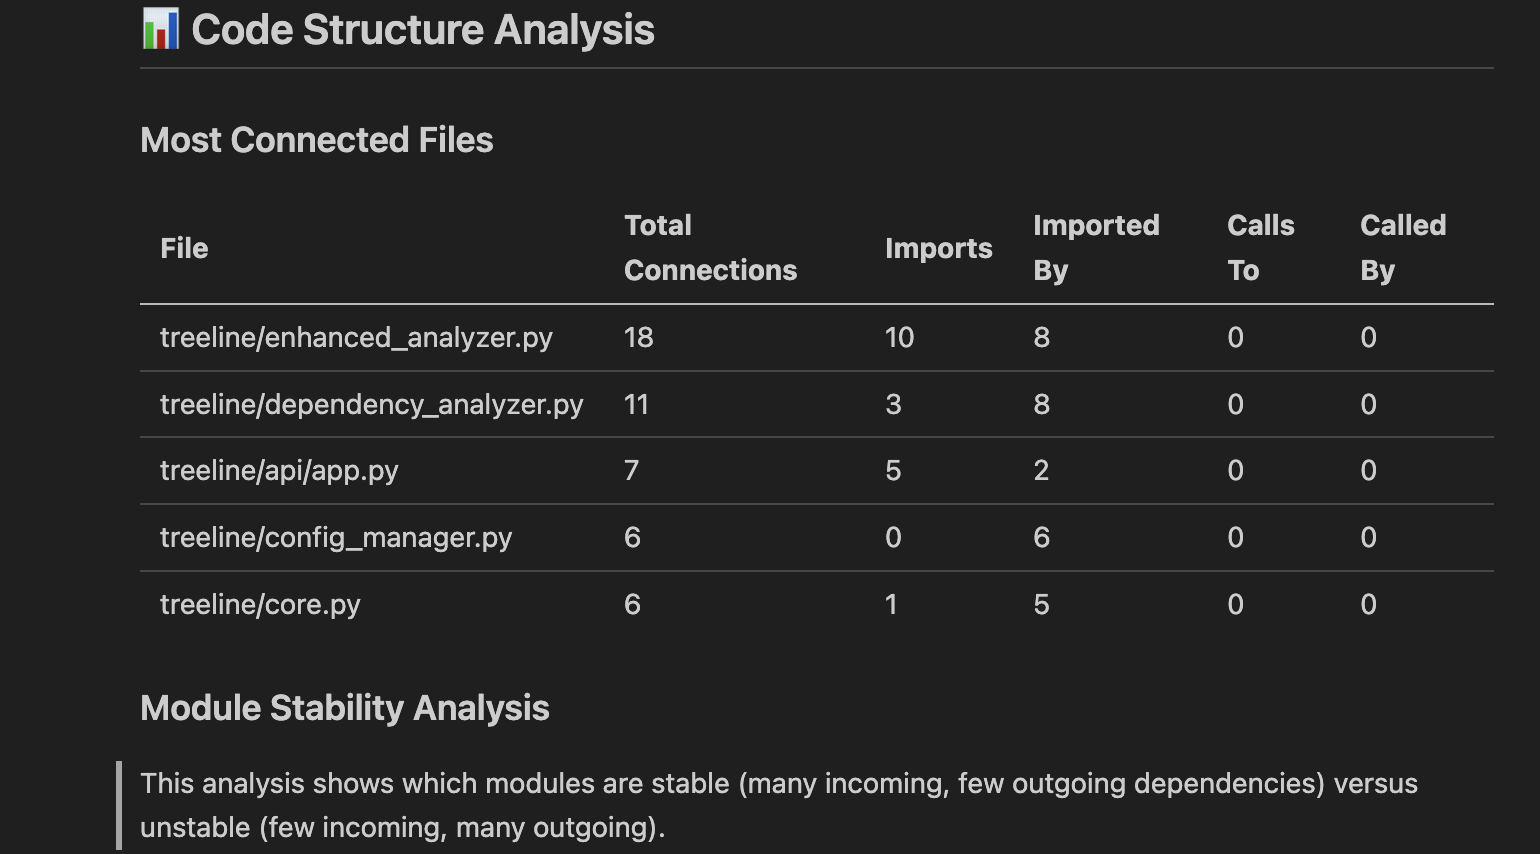 📊 Code Structure Analysis
Most Connected Files
File Total Connections Imports Imported By Calls To Called By
treeline/enhanced_analyzer.py 18 10 8 0 0
treeline/dependency_analyzer.py 11 3 8 0 0
treeline/api/app.py 7 5 2 0 0
treeline/config_manager.py 6 0 6 0 0
treeline/core.py 6 1 5 0 0
Module Stability Analysis
This analysis shows which modules are stable (many incoming, few outgoing dependencies) versus
unstable (few incoming, many outgoing).